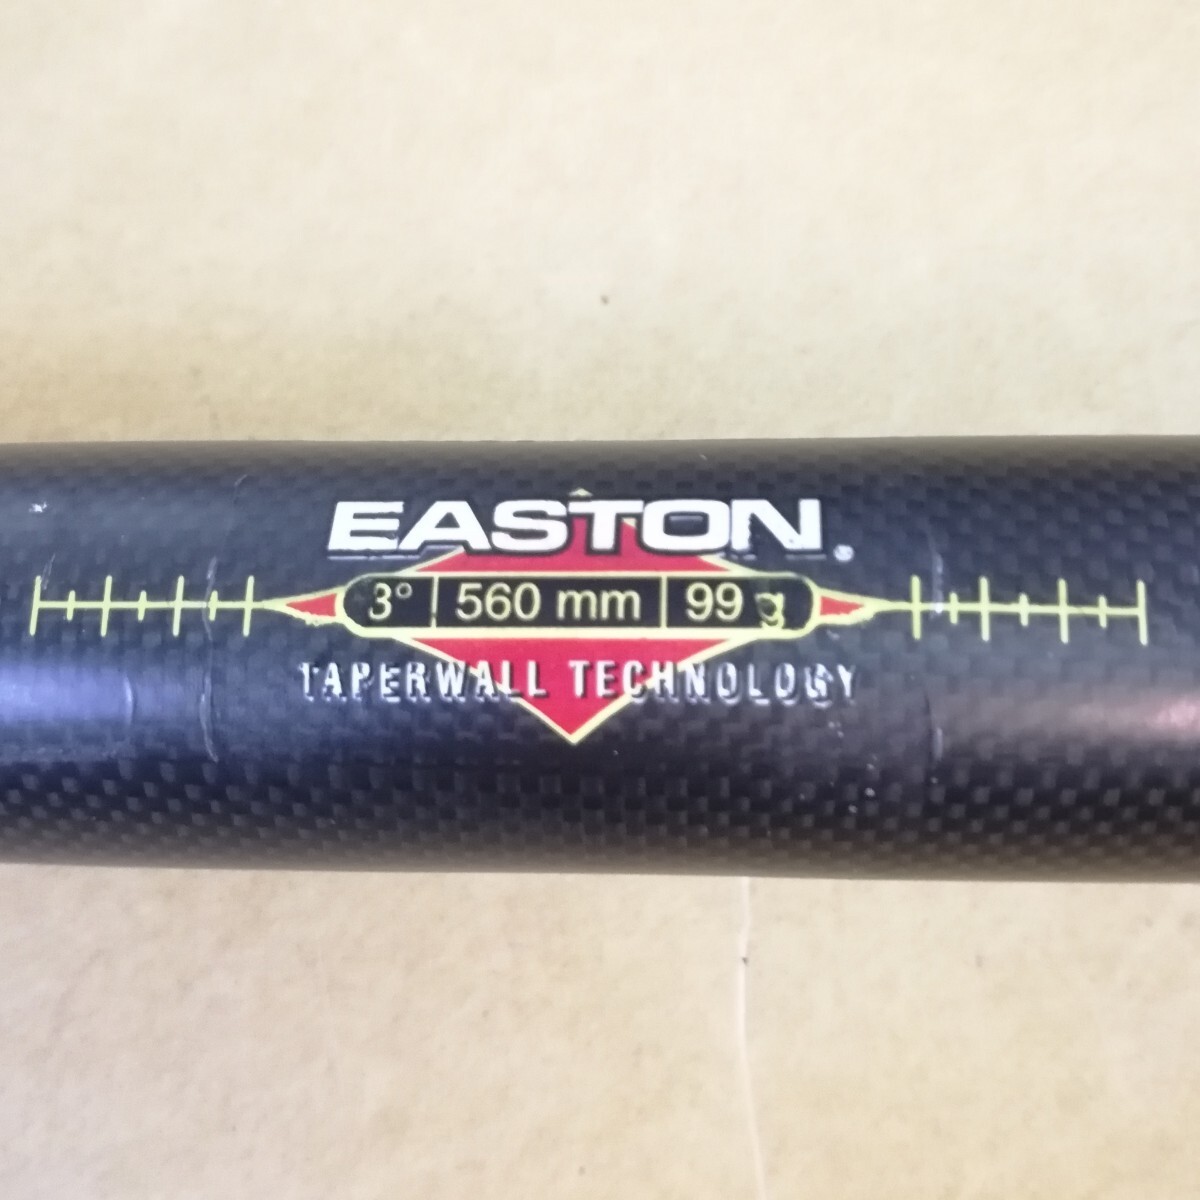 EASTON®
3° 560 mm 99 g
TAPERWALL TECHNOLOGY